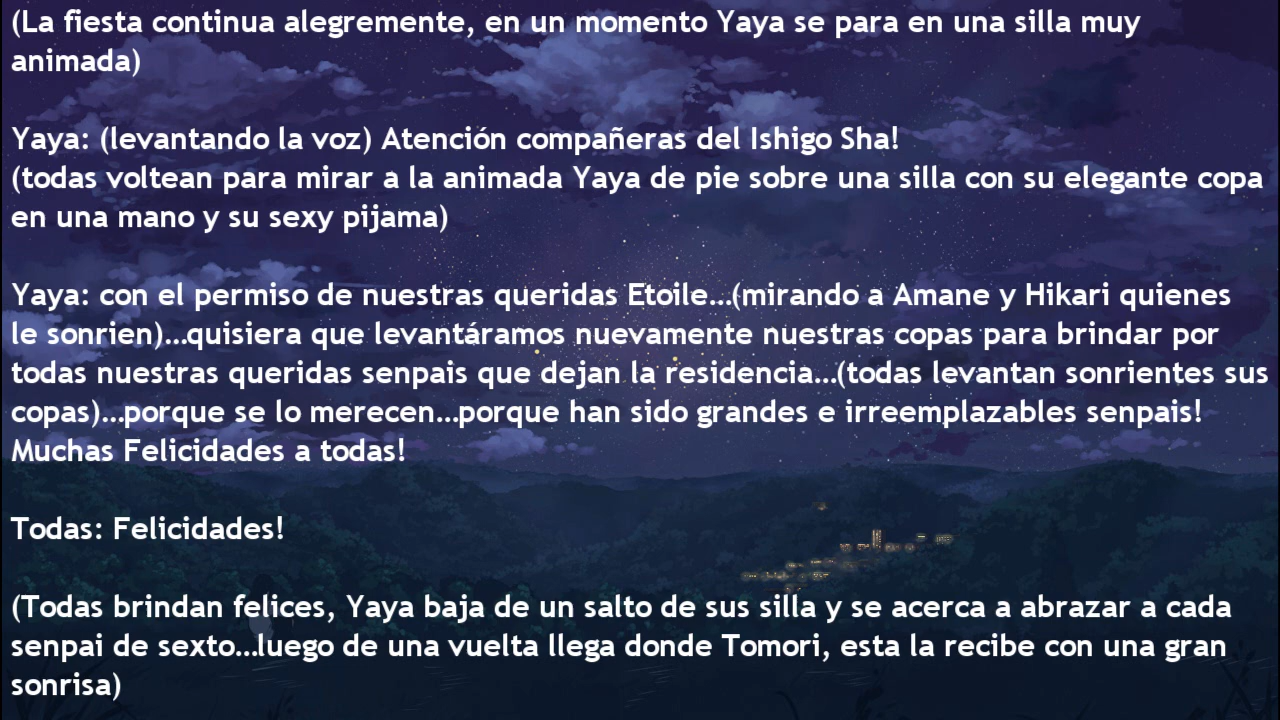 (La fiesta continua alegremente, en un momento Yaya se para en una silla muy
animada)
Yaya: (levantando la voz) Atención compañeras del Ishigo Sha!
(todas voltean para mirar a la animada Yaya de pie sobre una silla con su elegante copa
en una mano y su sexy pijama)
Yaya: con el permiso de nuestras queridas Etoile...(mirando a Amane y Hikari quienes
le sonrien)...quisiera que levantáramos nuevamente nuestras copas para brindar por
todas nuestras queridas senpais que dejan la residencia...(todas levantan sonrientes sus
copas)...porque se lo merecen...porque han sido grandes e irreemplazables senpais!
Muchas Felicidades a todas!
Todas: Felicidades!
(Todas brindan felices, Yaya baja de un salto de sus silla y se acerca a abrazar a cada
senpai de sexto...luego de una vuelta llega donde Tomori, esta la recibe con una gran
sonrisa)